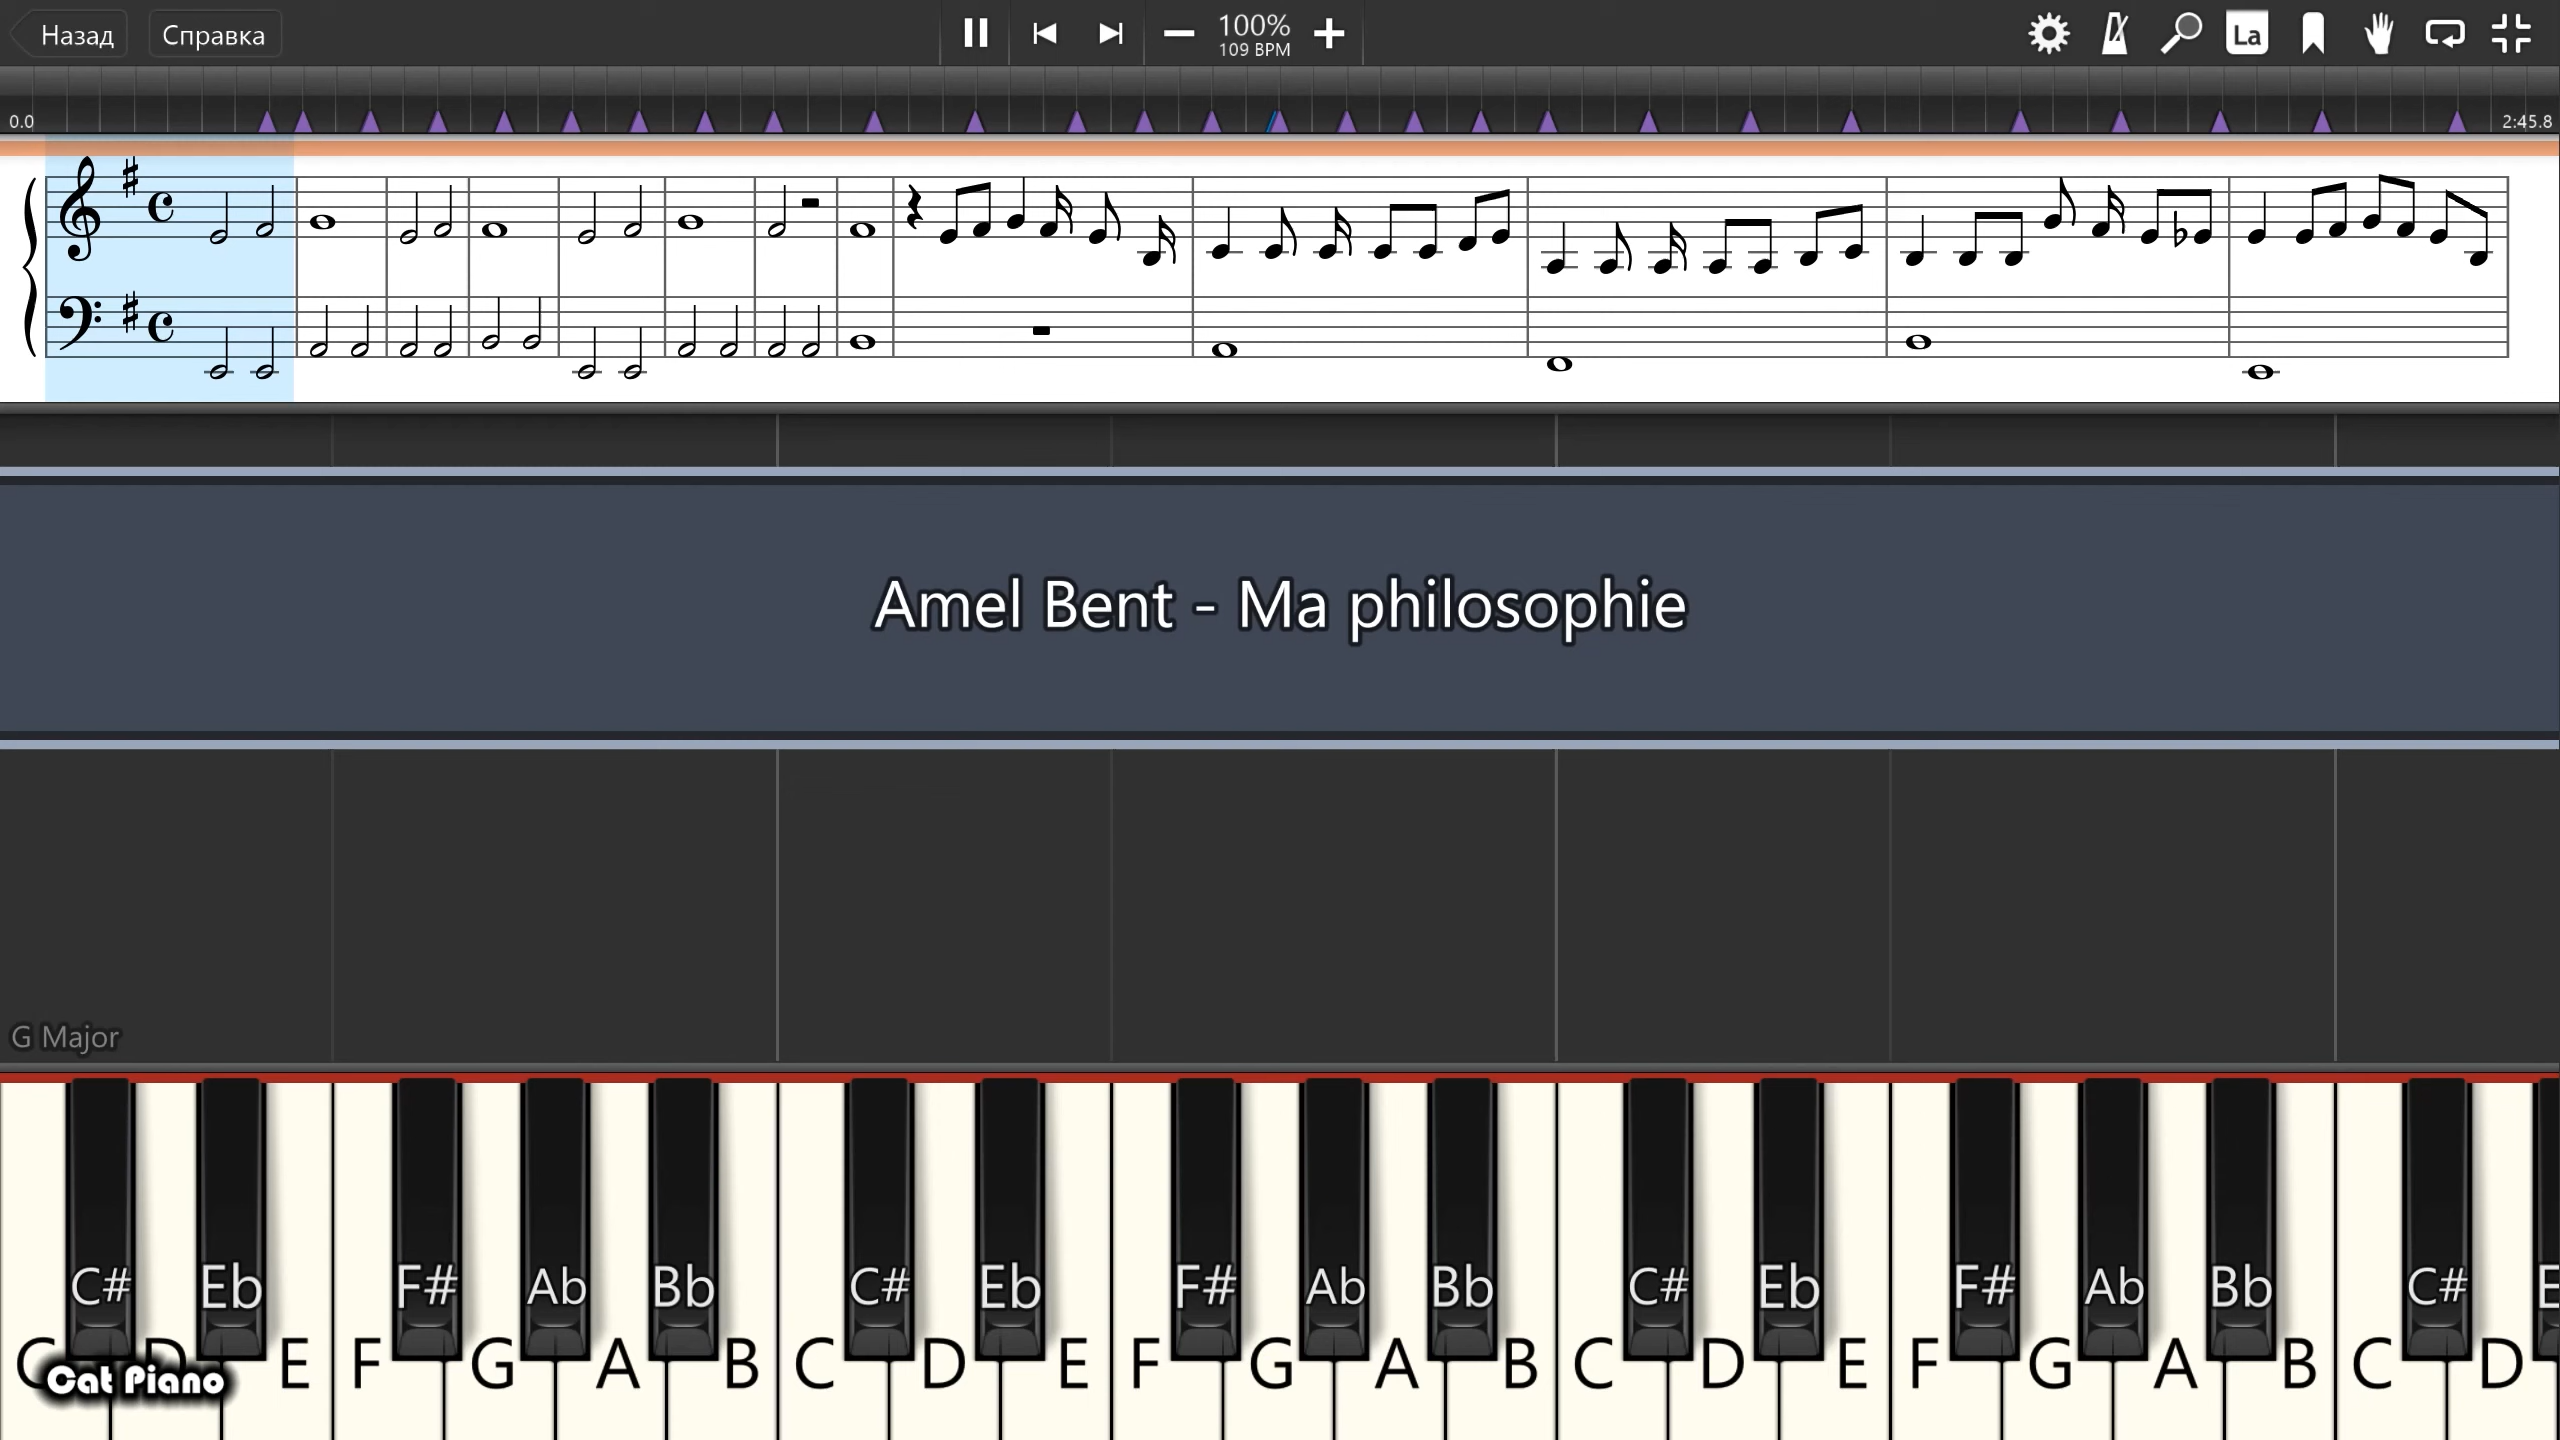 Назад Справка 100% La
109 BPM
0.0 2:45.8
Amel Bent - Ma philosophie
G Major
C# Eb F# Ab Bb C# Eb F# Ab Bb C# Eb F# Ab Bb C# E
C D E F G A B C D E F G A B C D E F G A B C D
Cat Piano